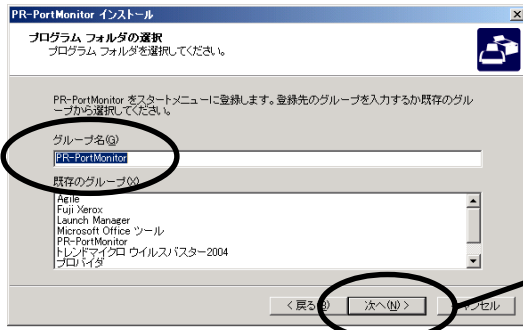 PR-PortMonitor インストール
プログラム フォルダの選択
プログラム フォルダを選択してください。
PR-PortMonitor をスタートメニューに登録します。登録先のグループを入力するか既存のグル
ープから選択してください。
グループ名(G)
PR-PortMonitor
既存のグループ(X)
Agile
Fuji Xerox
Launch Manager
Microsoft Office ツール
PR-PortMonitor
トレンドマイクロ ウイルスバスター2004
プロバイダ
< 戻る(B) 次へ(N) > キャンセル